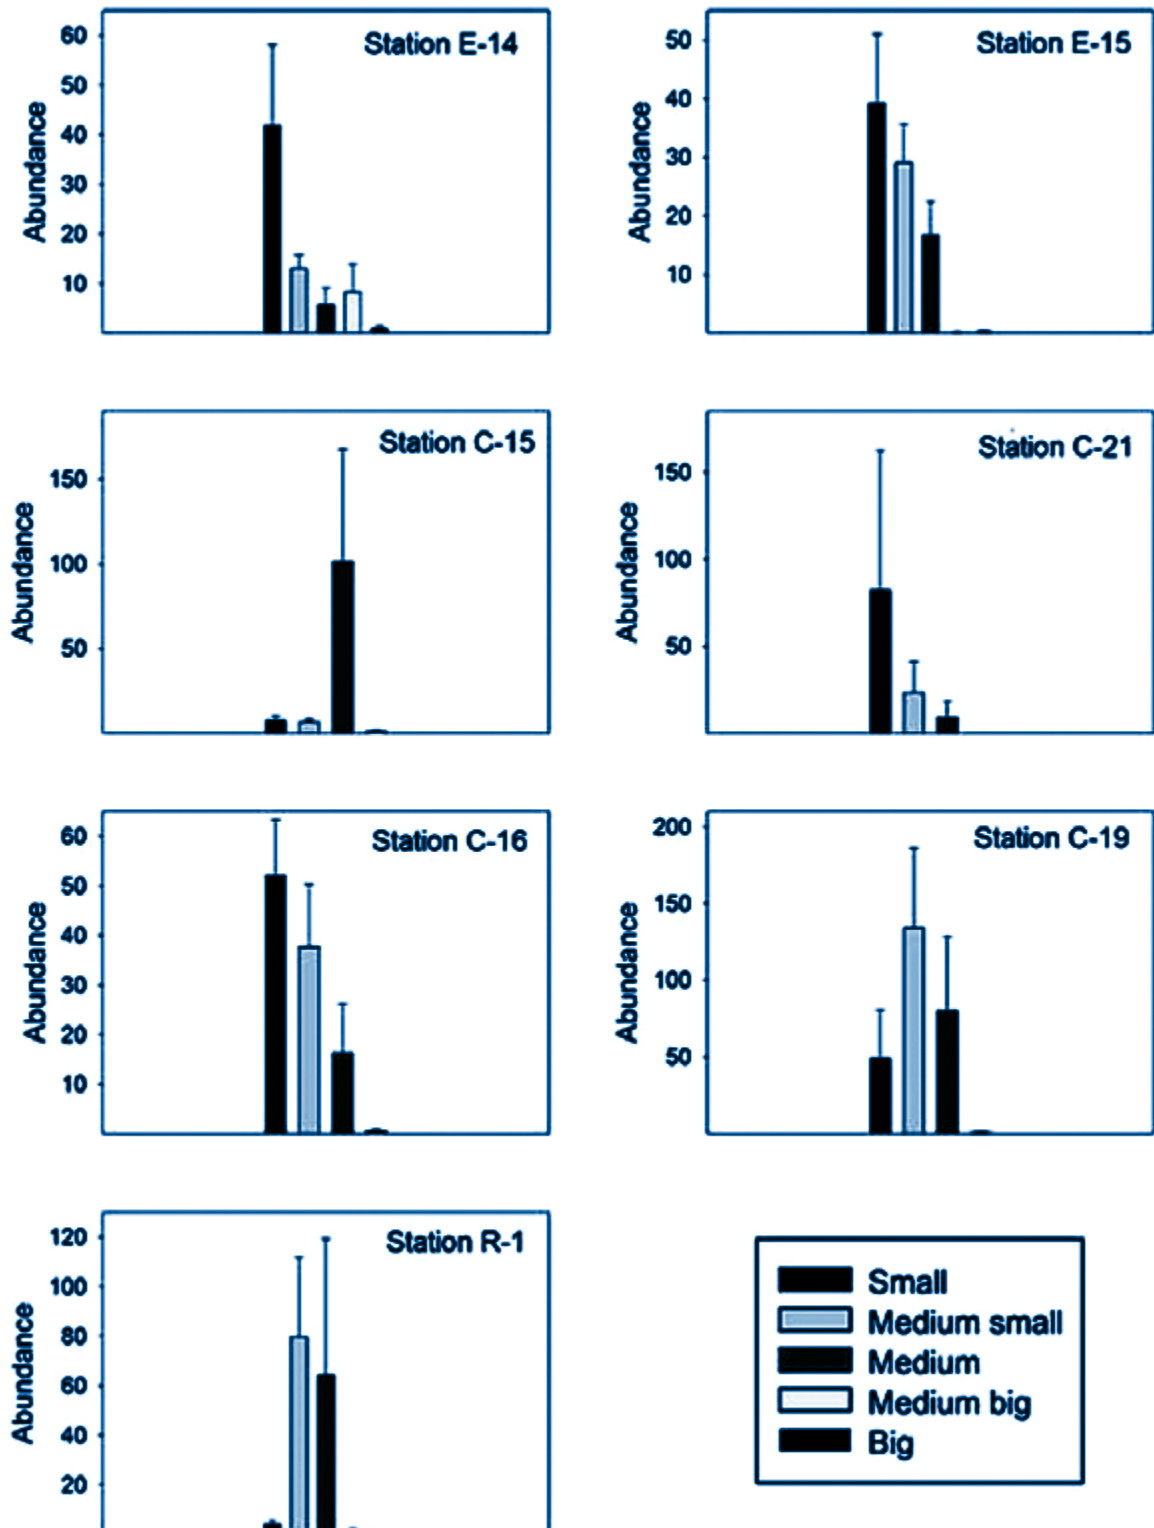 Station E-14
Abundance
60
50
40
30
20
10
Station E-15
Abundance
50
40
30
20
10
Station C-15
Abundance
150
100
50
Station C-21
Abundance
150
100
50
Station C-16
Abundance
60
50
40
30
20
10
Station C-19
Abundance
200
150
100
50
Station R-1
Abundance
120
100
80
60
40
20
Small
Medium small
Medium
Medium big
Big